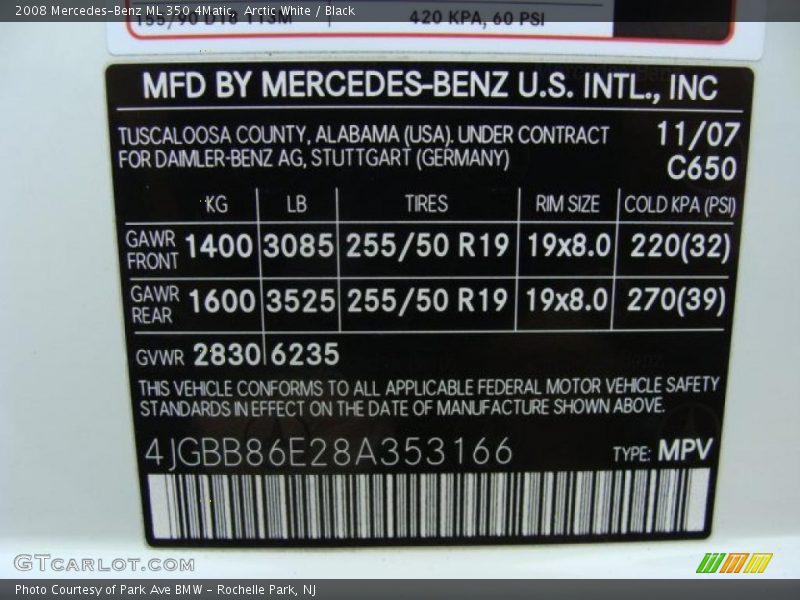 2008 Mercedes-Benz ML 350 4Matic, Arctic White / Black
155/90 D18 113M 420 KPA, 60 PSI
MFD BY MERCEDES-BENZ U.S. INTL., INC
TUSCALOOSA COUNTY, ALABAMA (USA). UNDER CONTRACT 11/07
FOR DAIMLER-BENZ AG, STUTTGART (GERMANY) C650
KG LB TIRES RIM SIZE COLD KPA (PSI)
GAWR FRONT 1400 3085 255/50 R19 19x8.0 220(32)
GAWR REAR 1600 3525 255/50 R19 19x8.0 270(39)
GVWR 2830 6235
THIS VEHICLE CONFORMS TO ALL APPLICABLE FEDERAL MOTOR VEHICLE SAFETY
STANDARDS IN EFFECT ON THE DATE OF MANUFACTURE SHOWN ABOVE.
4JGBB86E28A353166 TYPE: MPV
GTCARLOT.COM
Photo Courtesy of Park Ave BMW - Rochelle Park, NJ